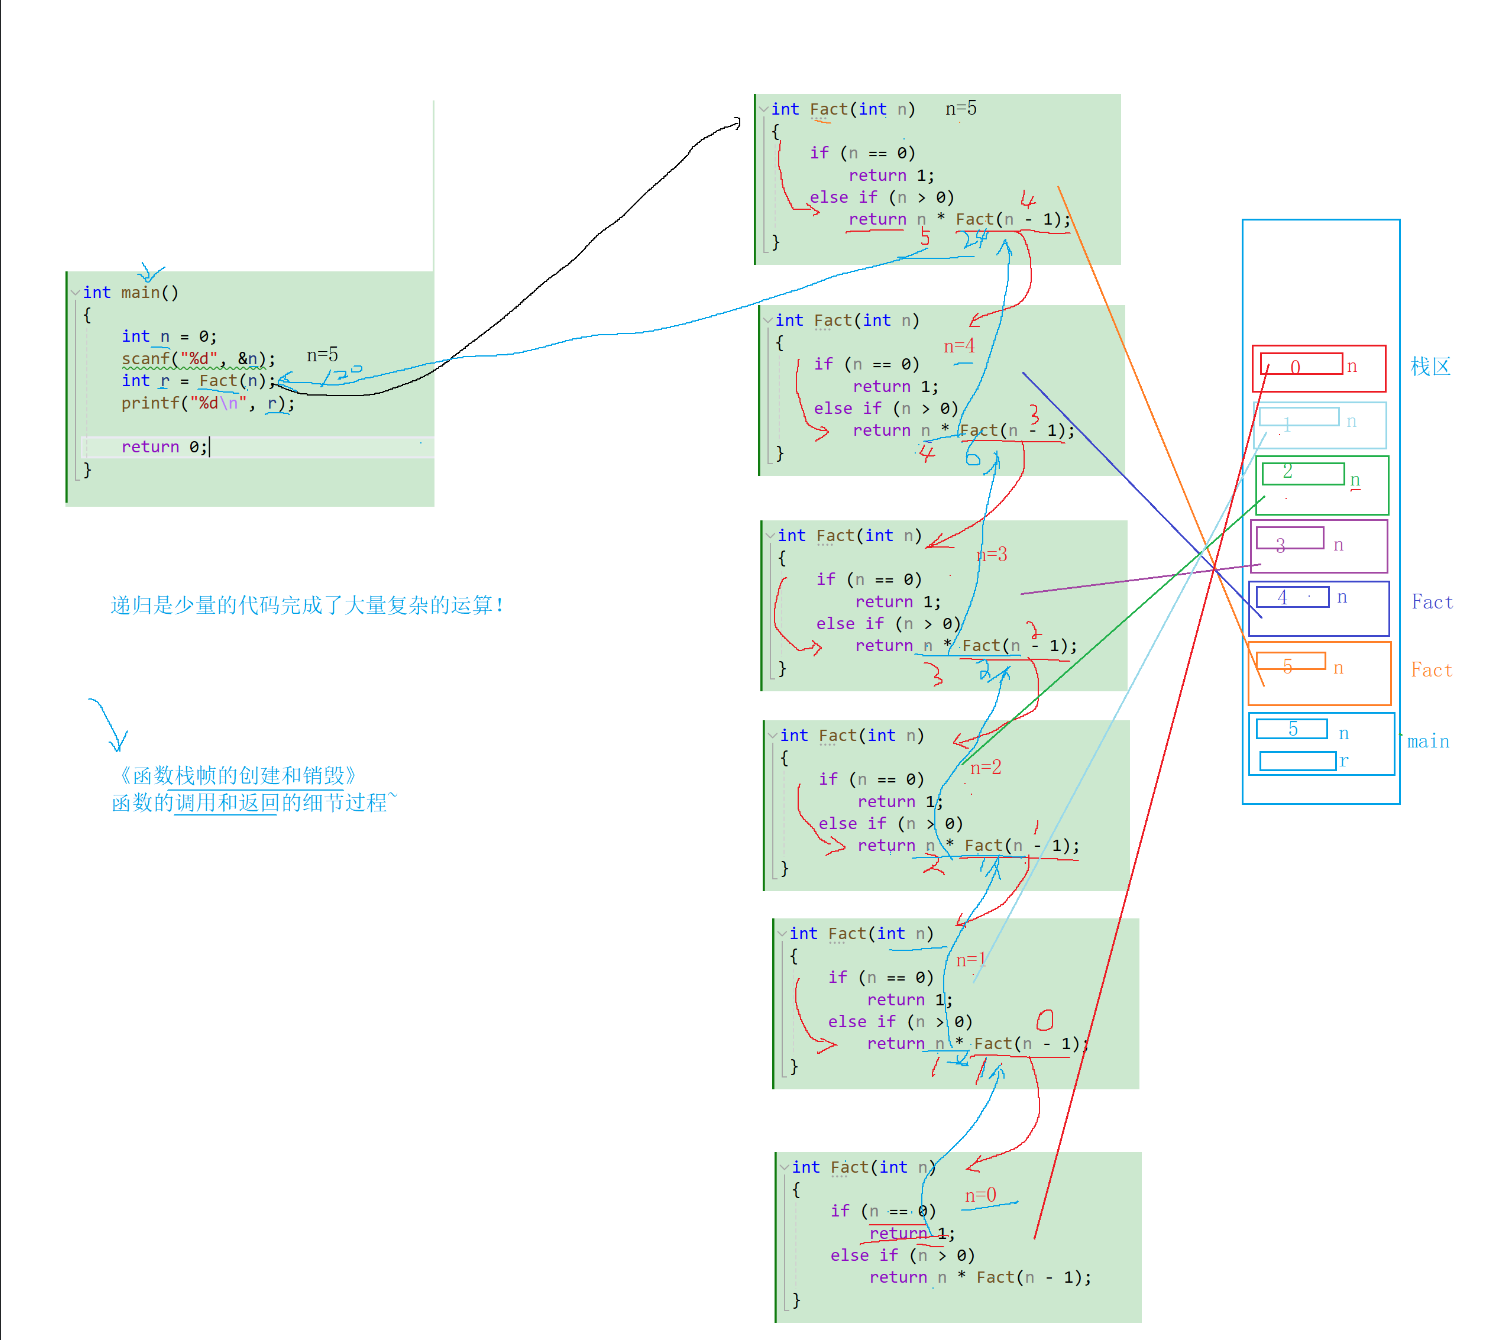 int main()
{
int n = 0;
scanf("%d", &n);
n=5
int r = Fact(n);
120
printf("%d\n", r);
return 0;
}
递归是少量的代码完成了大量复杂的运算！
《函数栈帧的创建和销毁》
函数的调用和返回的细节过程~
int Fact(int n)
n=5
{
if (n == 0)
return 1;
else if (n > 0)
4
return n * Fact(n - 1);
5 24
}
int Fact(int n)
{
n=4
if (n == 0)
return 1;
else if (n > 0)
3
return n * Fact(n - 1);
4 6
}
int Fact(int n)
{
n=3
if (n == 0)
return 1;
else if (n > 0)
2
return n * Fact(n - 1);
3 2
}
int Fact(int n)
{
n=2
if (n == 0)
return 1;
else if (n > 0)
1
return n * Fact(n - 1);
2 1
}
int Fact(int n)
{
n=1
if (n == 0)
return 1;
else if (n > 0)
0
return n * Fact(n - 1);
1 * 1
}
int Fact(int n)
{
n=0
if (n == 0)
return 1;
else if (n > 0)
return n * Fact(n - 1);
}
0 n 栈区
1 n
2 n
3 n
4 n Fact
5 n Fact
5 n main
r